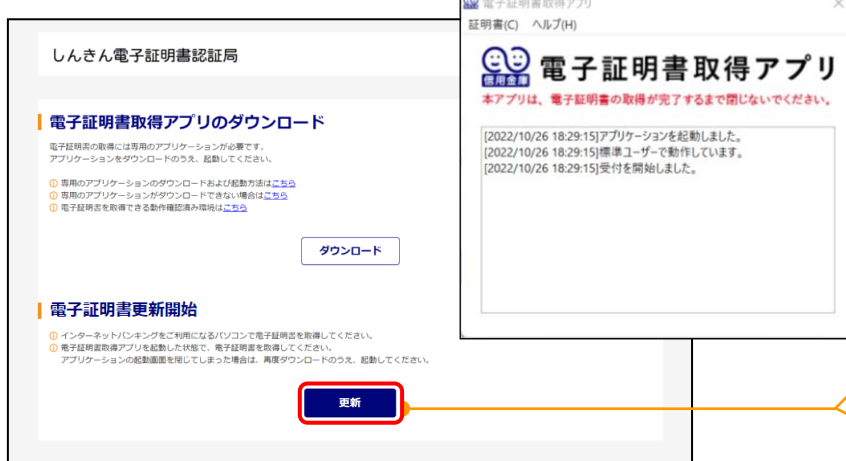 しんきん電子証明書認証局
電子証明書取得アプリのダウンロード
電子証明書の取得には専用のアプリケーションが必要です。
アプリケーションをダウンロードのうえ、起動してください。
専用のアプリケーションのダウンロードおよび起動方法はこちら
専用のアプリケーションがダウンロードできない場合はこちら
電子証明書を取得できる動作確認済み環境はこちら
ダウンロード
電子証明書更新開始
インターネットバンキングをご利用になるパソコンで電子証明書を取得してください。
電子証明書取得アプリを起動した状態で、電子証明書を取得してください。
アプリケーションの起動画面を閉じてしまった場合は、再度ダウンロードのうえ、起動してください。
更新
電子証明書取得アプリ
証明書(C) ヘルプ(H)
信用金庫
電子証明書取得アプリ
本アプリは、電子証明書の取得が完了するまで閉じないでください。
[2022/10/26 18:29:15]アプリケーションを起動しました。
[2022/10/26 18:29:15]標準ユーザーで動作しています。
[2022/10/26 18:29:15]受付を開始しました。